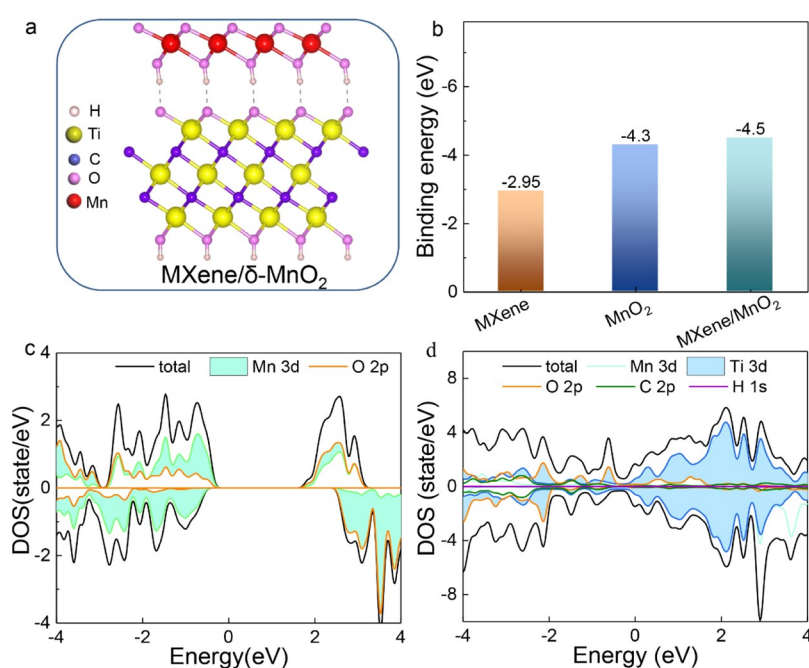 a
H
Ti
C
O
Mn
MXene/δ-MnO₂
b
Binding energy (eV)
-6
-4
-2
0
-2.95
-4.3
-4.5
MXene
MnO₂
MXene/MnO₂
c
total Mn 3d O 2p
DOS(state/eV)
4
2
0
-2
-4
-4 -2 0 2 4
Energy(eV)
d
total Mn 3d Ti 3d
O 2p C 2p H 1s
DOS (state/eV)
8
4
0
-4
-8
-4 -2 0 2 4
Energy (eV)